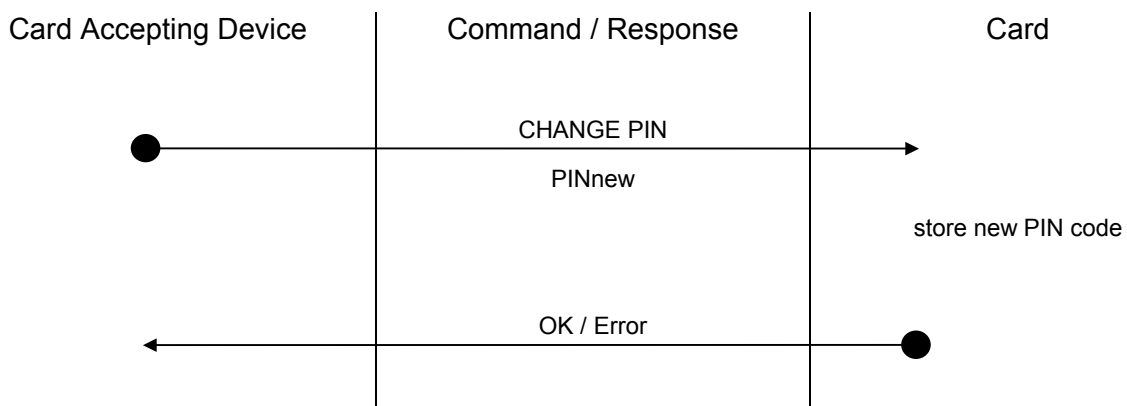 Card Accepting Device
Command / Response
Card
CHANGE PIN
PINnew
store new PIN code
OK / Error